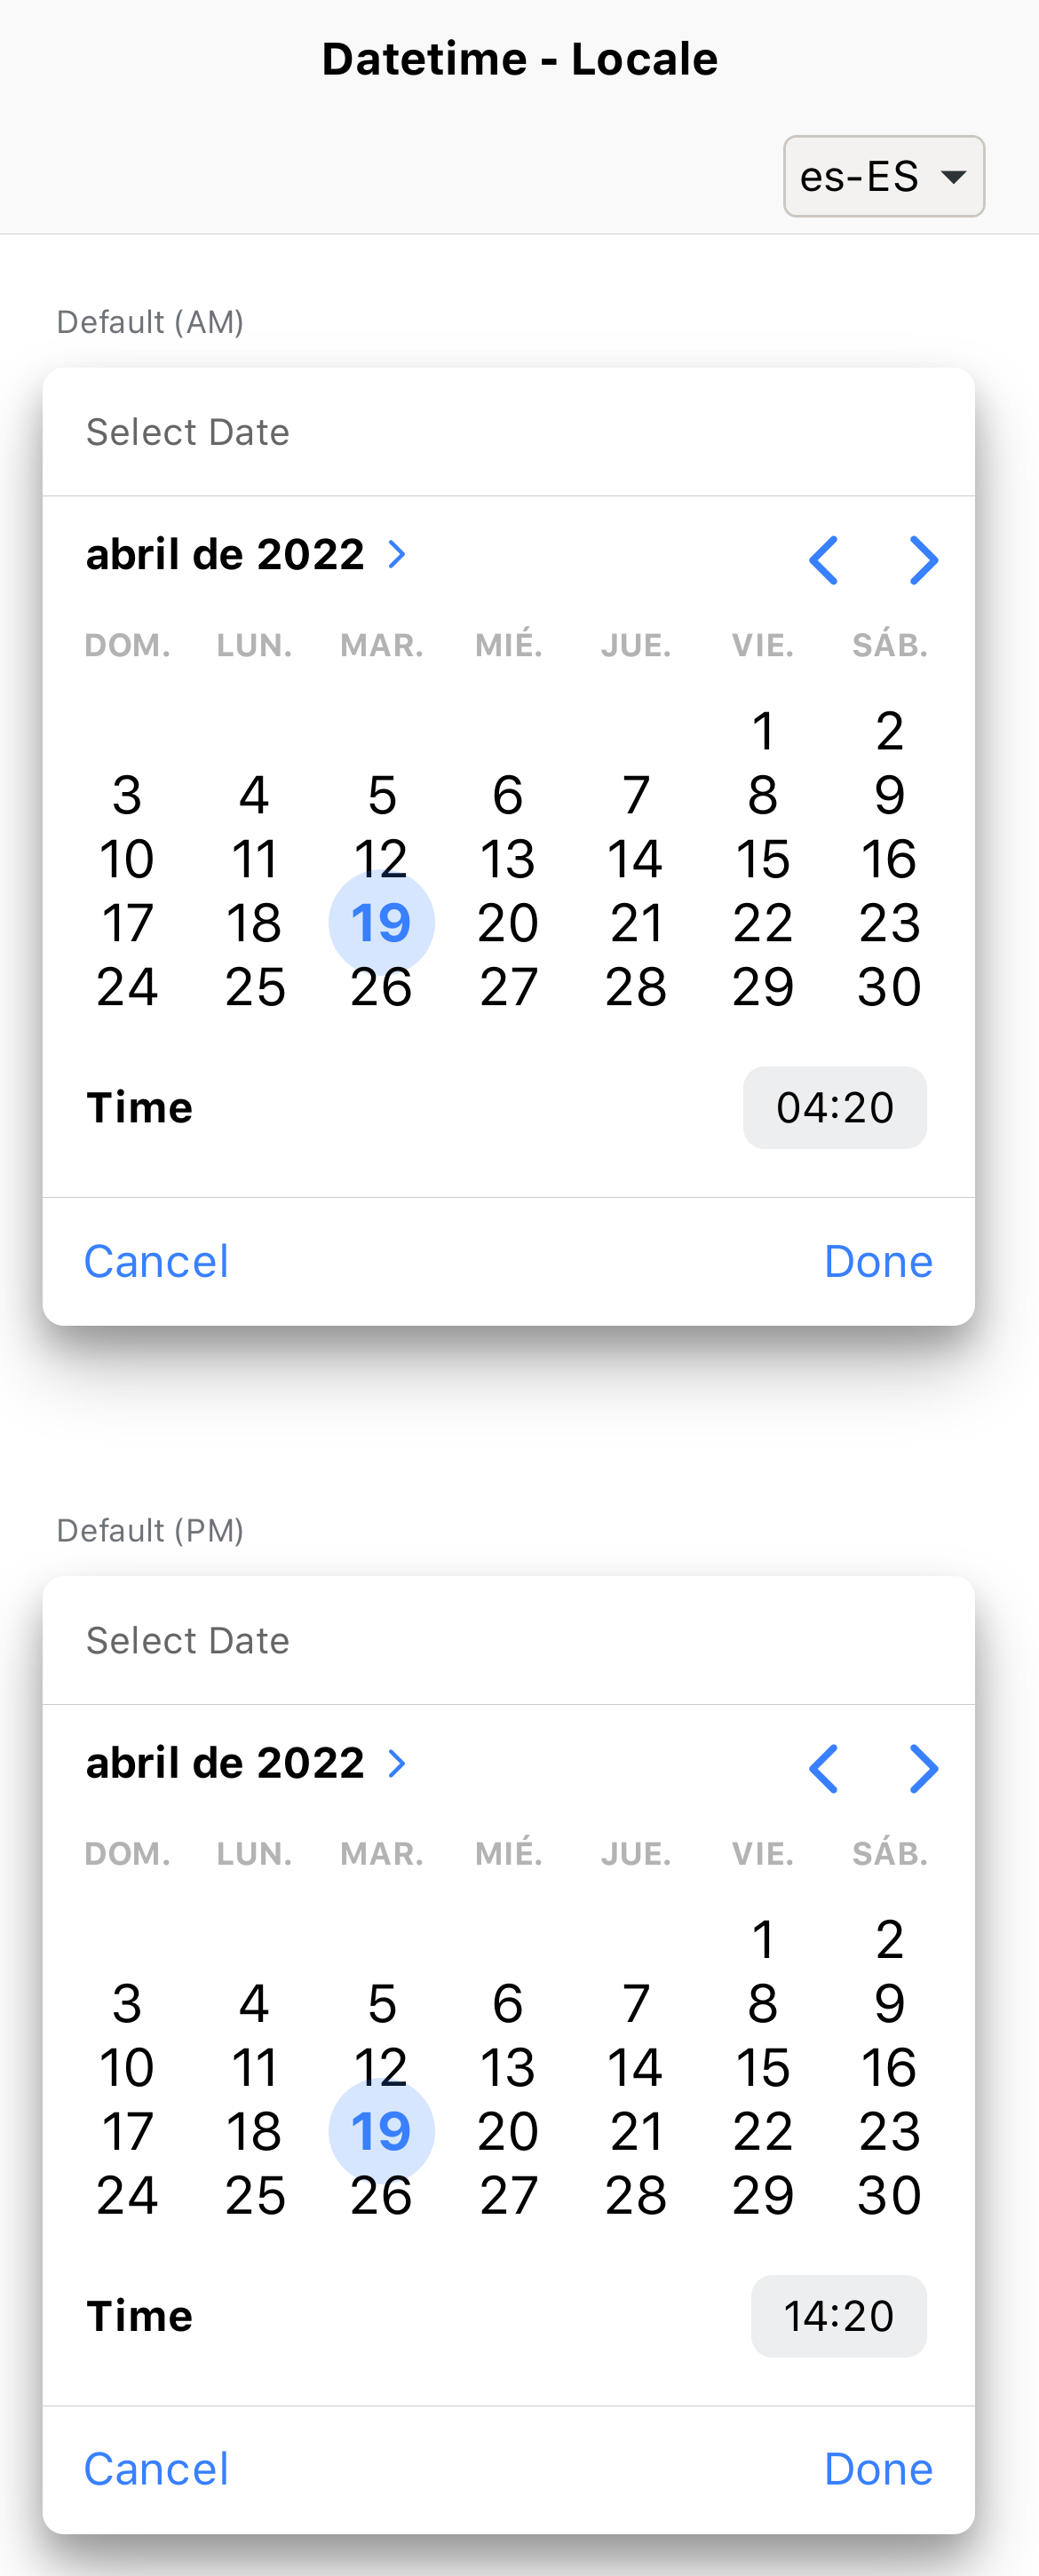 Datetime - Locale
es-ES
Default (AM)
Select Date
abril de 2022
DOM. LUN. MAR. MIÉ. JUE. VIE. SÁB.
1 2
3 4 5 6 7 8 9
10 11 12 13 14 15 16
17 18 19 20 21 22 23
24 25 26 27 28 29 30
Time 04:20
Cancel Done
Default (PM)
Select Date
abril de 2022
DOM. LUN. MAR. MIÉ. JUE. VIE. SÁB.
1 2
3 4 5 6 7 8 9
10 11 12 13 14 15 16
17 18 19 20 21 22 23
24 25 26 27 28 29 30
Time 14:20
Cancel Done